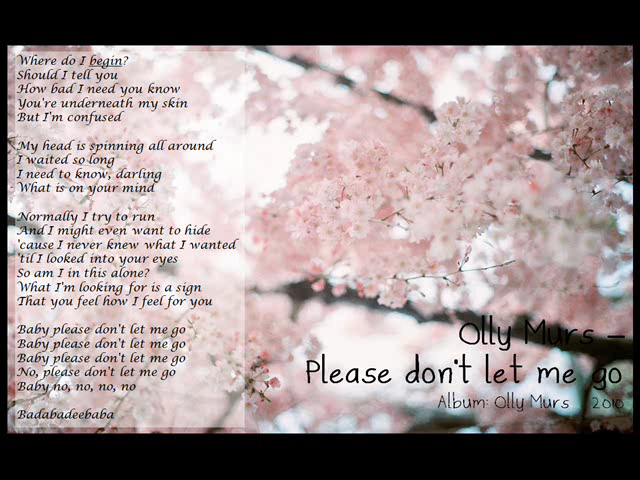 Where do I begin?
Should I tell you
How bad I need you know
You're underneath my skin
But I'm confused
My head is spinning all around
I waited so long
I need to know, darling
What is on your mind
Normally I try to run
And I might even want to hide
'cause I never knew what I wanted
'til I looked into your eyes
So am I in this alone?
What I'm looking for is a sign
That you feel how I feel for you
Baby please don't let me go
Baby please don't let me go
Baby please don't let me go
No, please don't let me go
Baby no, no, no, no
Badabadeebaba
Olly Murs –
Please don't let me go
Album: Olly Murs 2010